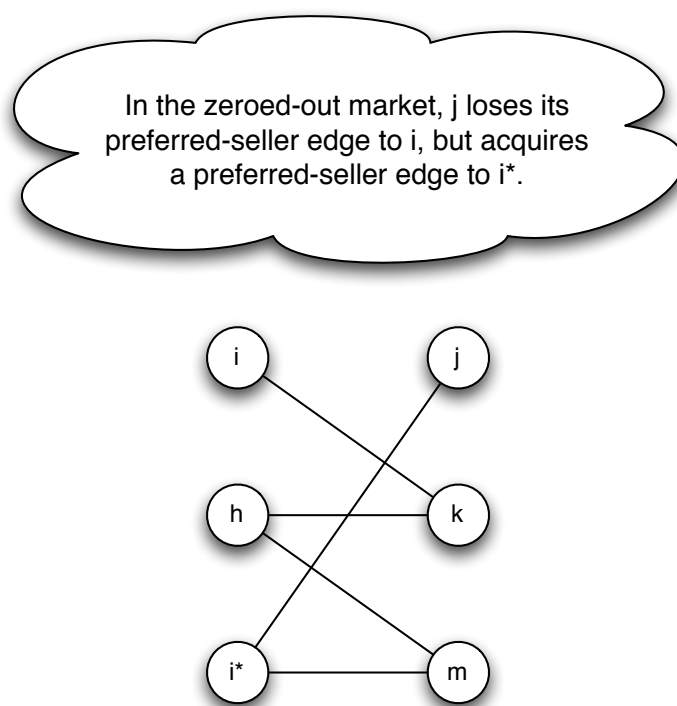 In the zeroed-out market, j loses its
preferred-seller edge to i, but acquires
a preferred-seller edge to i*.
i
j
h
k
i*
m